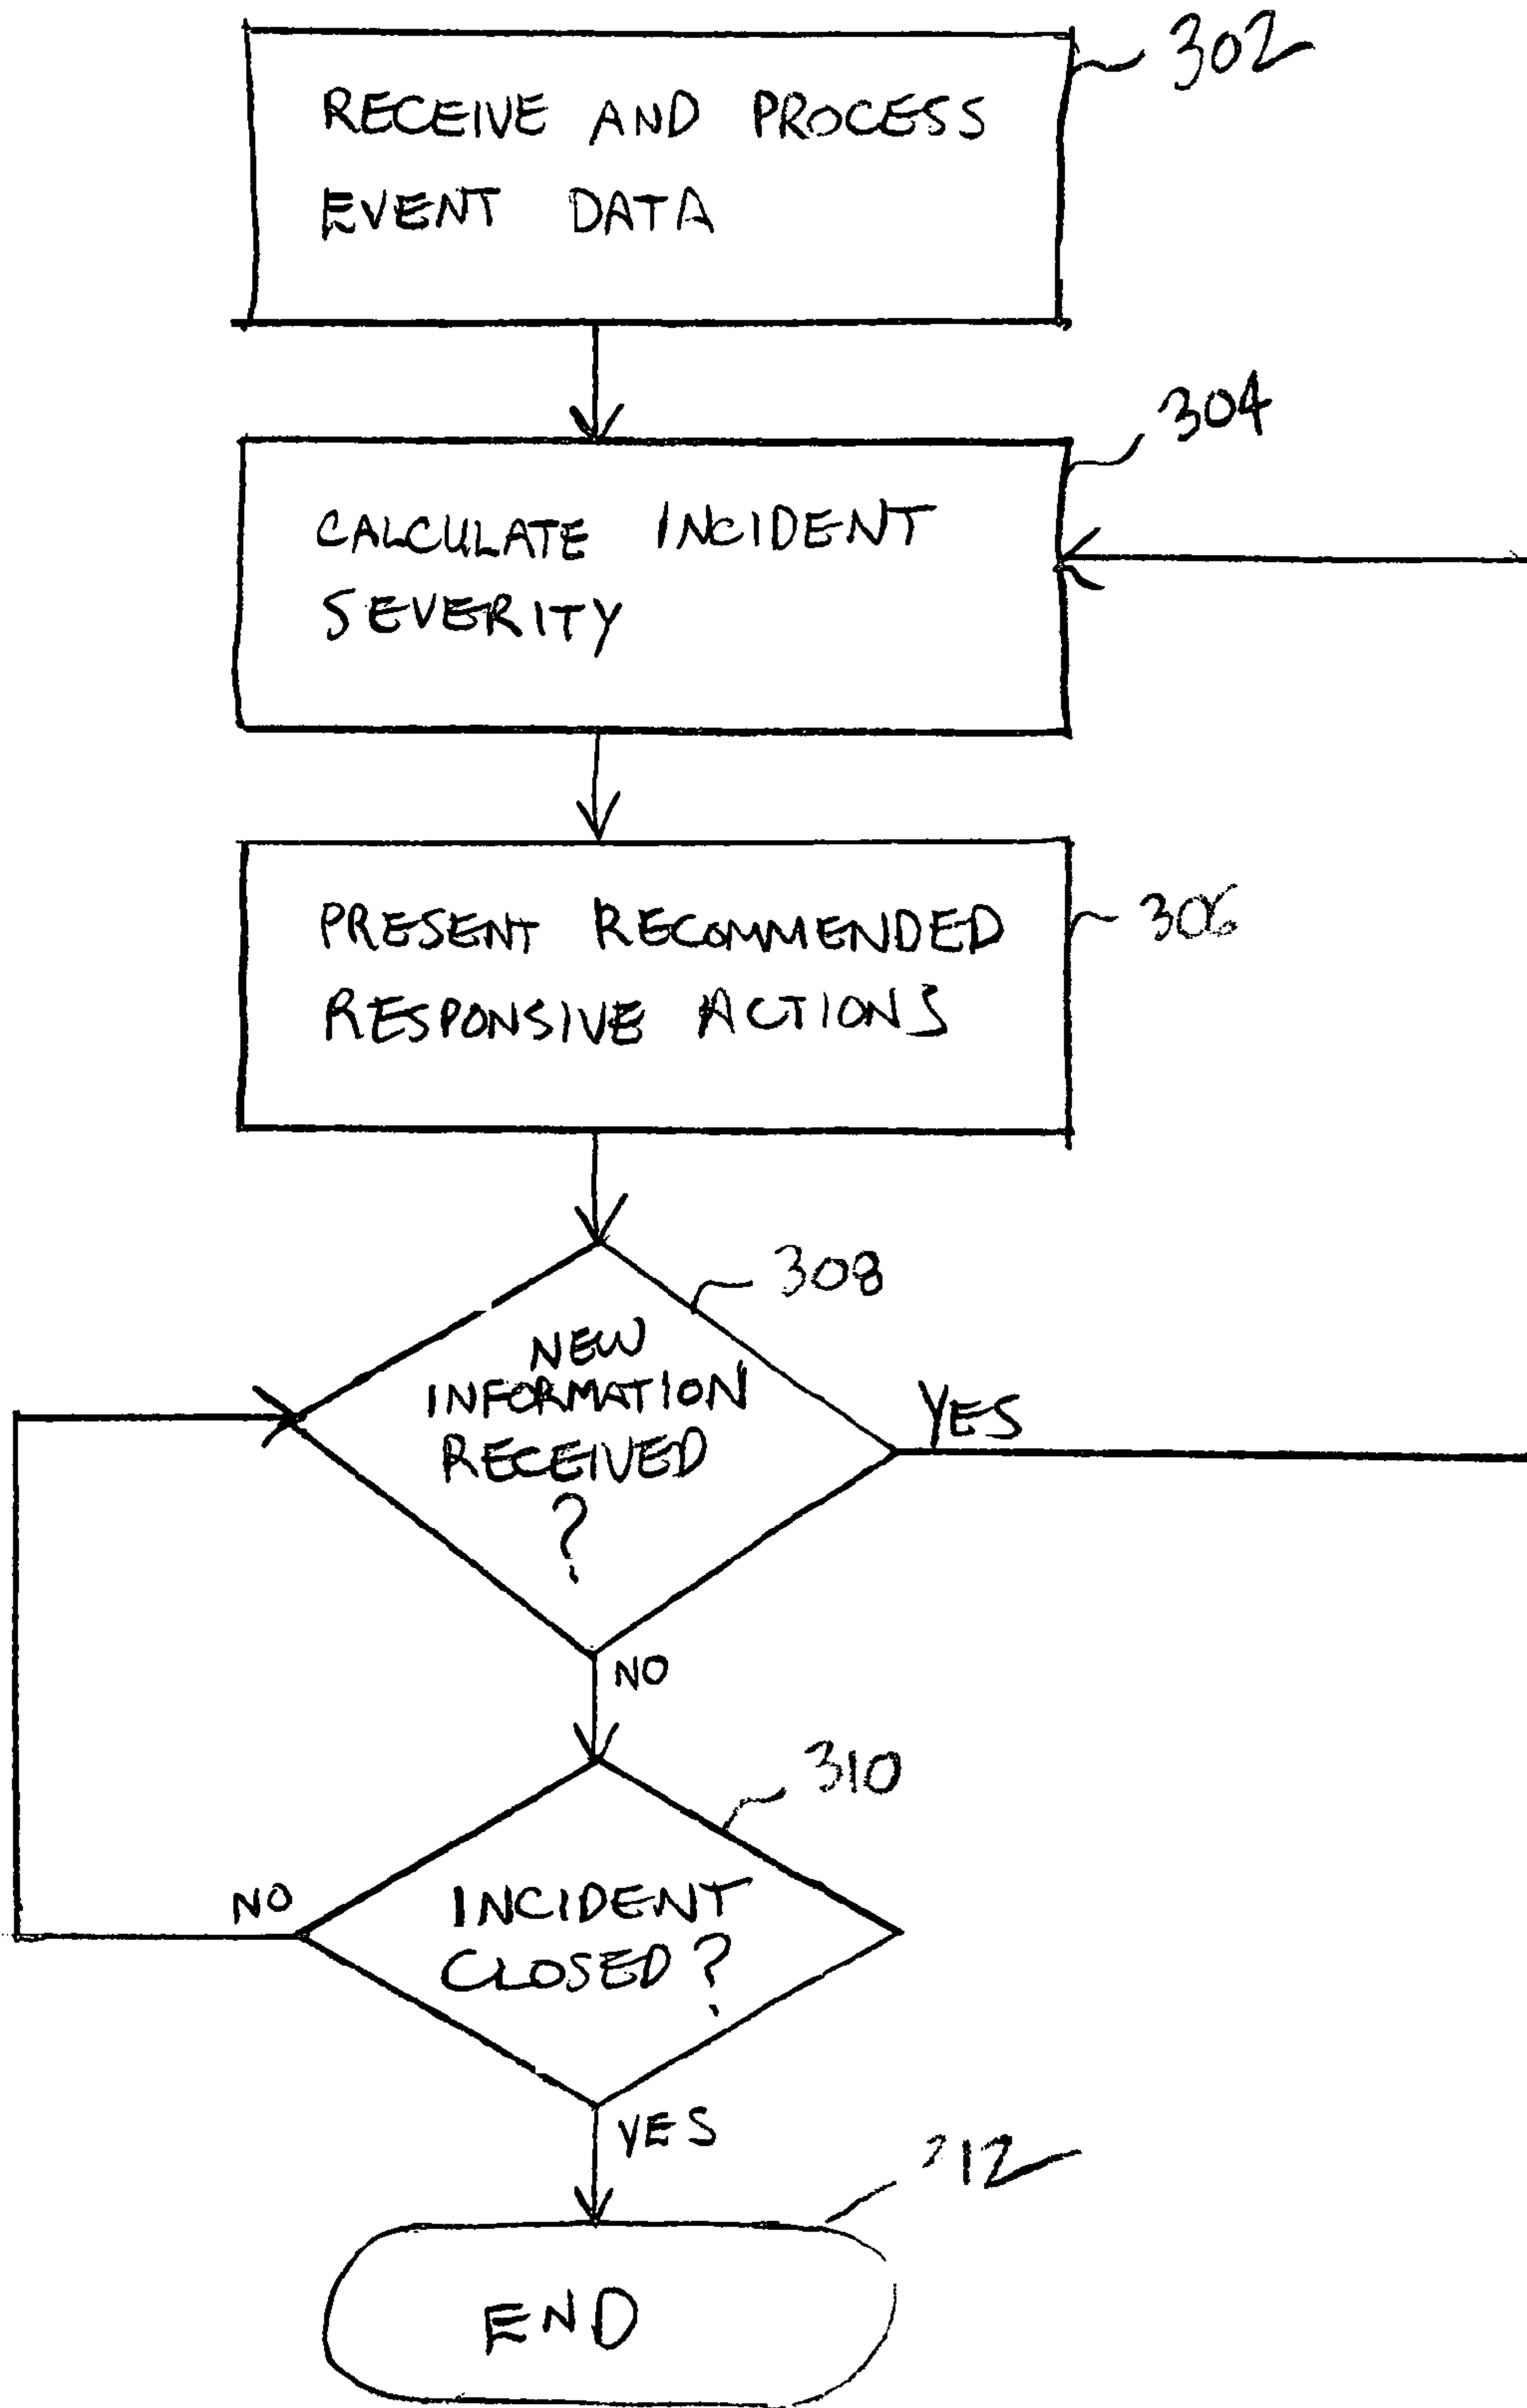 302
RECEIVE AND PROCESS
EVENT DATA
304
CALCULATE INCIDENT
SEVERITY
306
PRESENT RECOMMENDED
RESPONSIVE ACTIONS
308
NEW
INFORMATION
RECEIVED
?
YES
NO
310
INCIDENT
CLOSED?
NO
YES
312
END